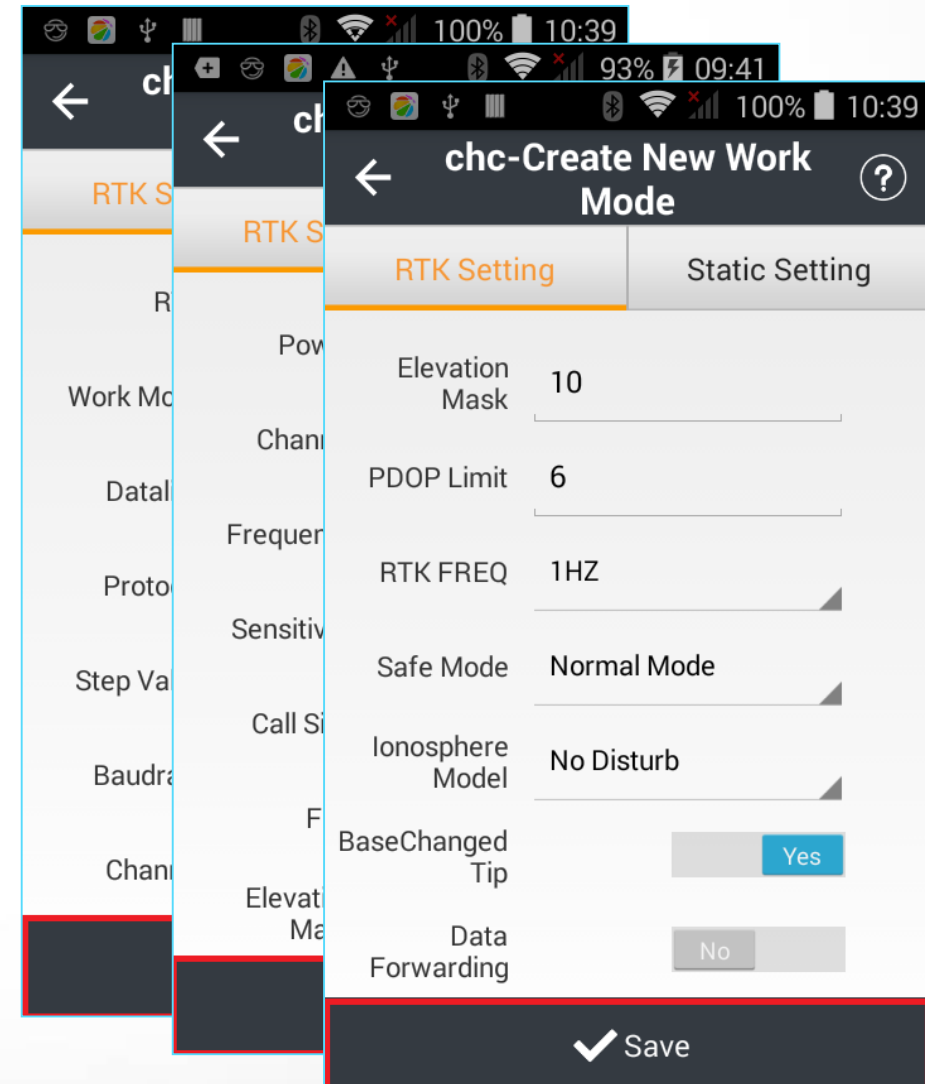 100% 10:39
ch
RTK S
R
Work Mo
Datal
Proto
Step Val
Baudra
Chann
93% 09:41
ch
RTK S
Pow
Chann
Frequen
Sensitiv
Call Si
F
Elevati
Ma
100% 10:39
chc-Create New Work
Mode
?
RTK Setting Static Setting
Elevation
Mask
10
PDOP Limit 6
RTK FREQ 1HZ
Safe Mode Normal Mode
Ionosphere
Model
No Disturb
BaseChanged
Tip
Yes
Data
Forwarding
No
Save